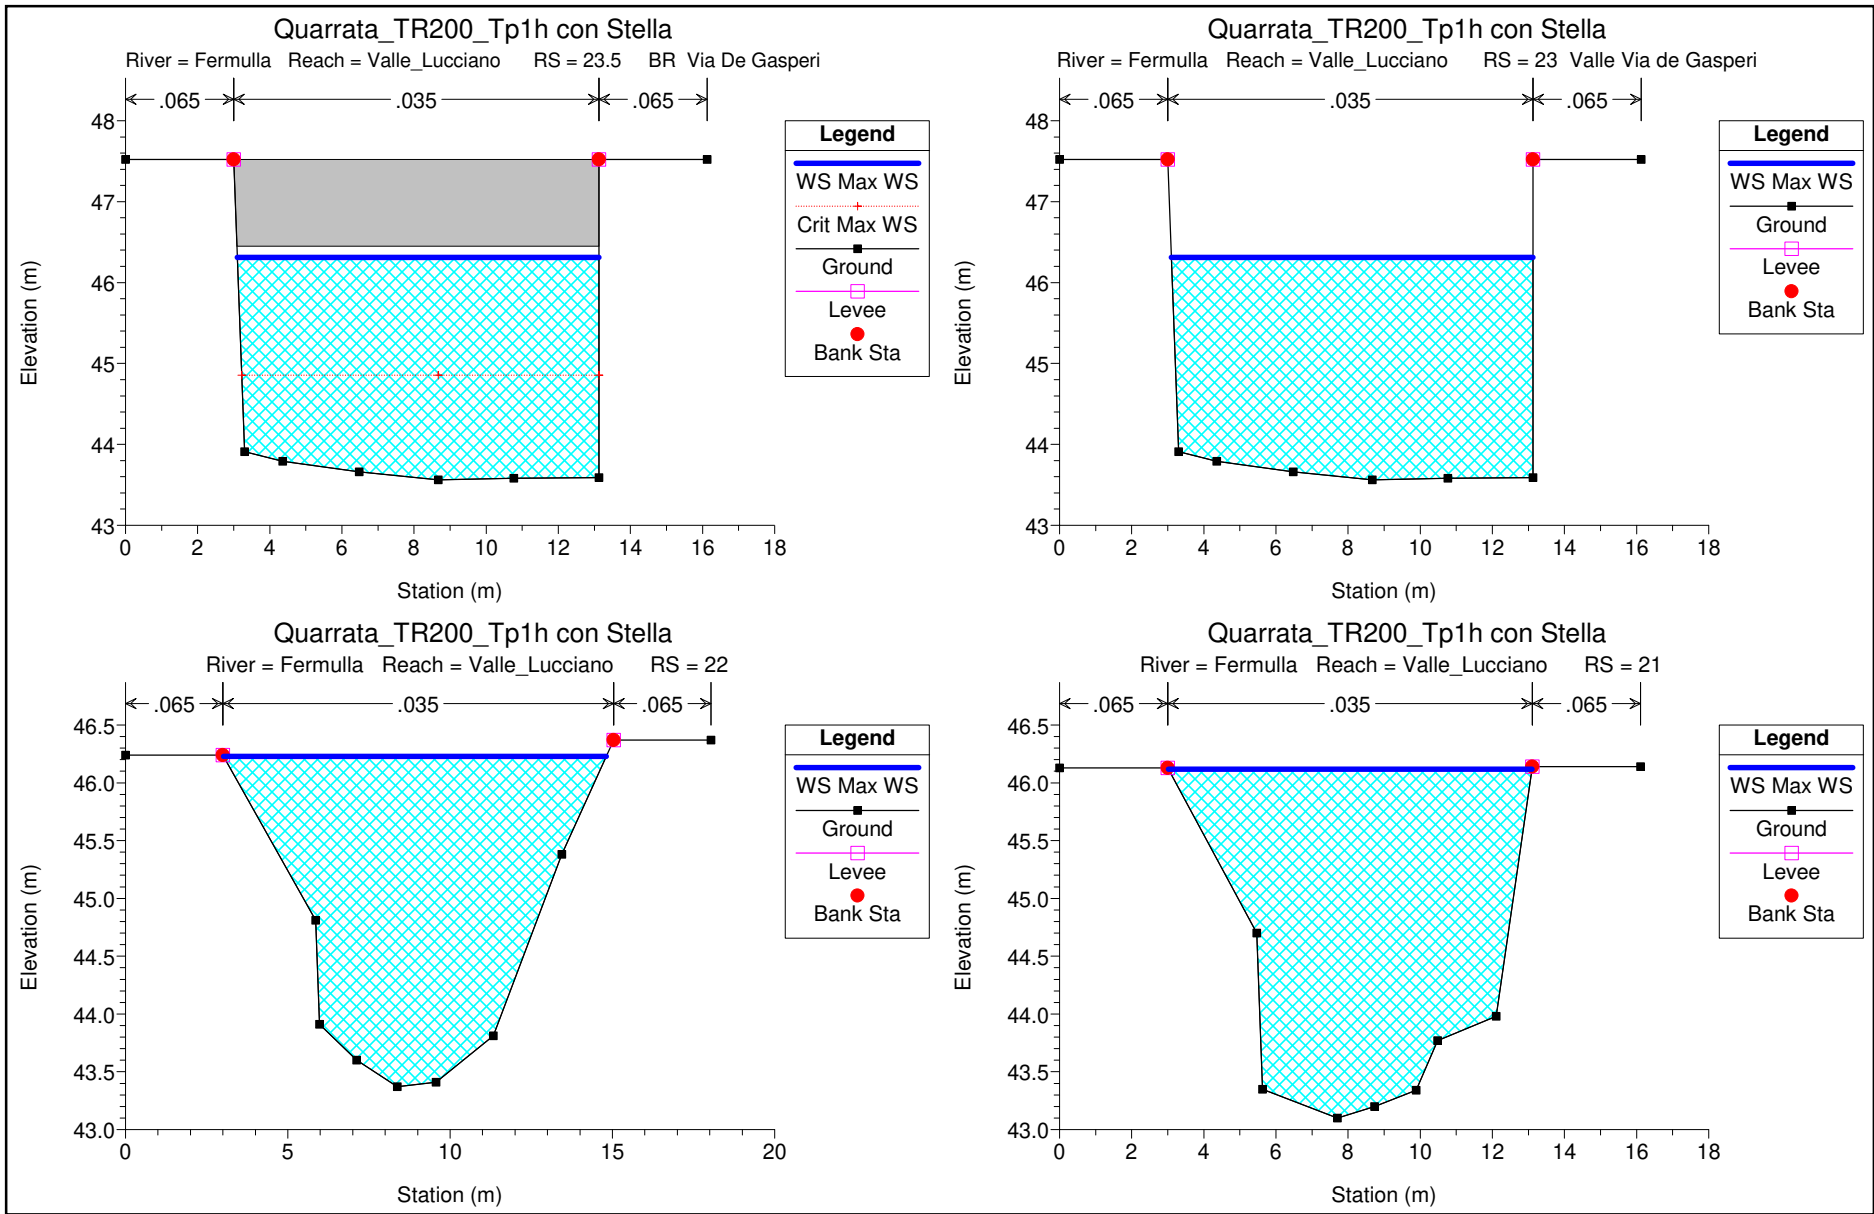 Quarrata_TR200_Tp1h con Stella
River = Fermulla Reach = Valle_Lucciano RS = 23.5 BR Via De Gasperi
.065 .035 .065
48
47
46
45
44
43
Elevation (m)
0 2 4 6 8 10 12 14 16 18
Station (m)
Legend
WS Max WS
Crit Max WS
Ground
Levee
Bank Sta
Quarrata_TR200_Tp1h con Stella
River = Fermulla Reach = Valle_Lucciano RS = 23 Valle Via de Gasperi
.065 .035 .065
48
47
46
45
44
43
Elevation (m)
0 2 4 6 8 10 12 14 16 18
Station (m)
Legend
WS Max WS
Ground
Levee
Bank Sta
Quarrata_TR200_Tp1h con Stella
River = Fermulla Reach = Valle_Lucciano RS = 22
.065 .035 .065
46.5
46.0
45.5
45.0
44.5
44.0
43.5
43.0
Elevation (m)
0 5 10 15 20
Station (m)
Legend
WS Max WS
Ground
Levee
Bank Sta
Quarrata_TR200_Tp1h con Stella
River = Fermulla Reach = Valle_Lucciano RS = 21
.065 .035 .065
46.5
46.0
45.5
45.0
44.5
44.0
43.5
43.0
Elevation (m)
0 2 4 6 8 10 12 14 16 18
Station (m)
Legend
WS Max WS
Ground
Levee
Bank Sta